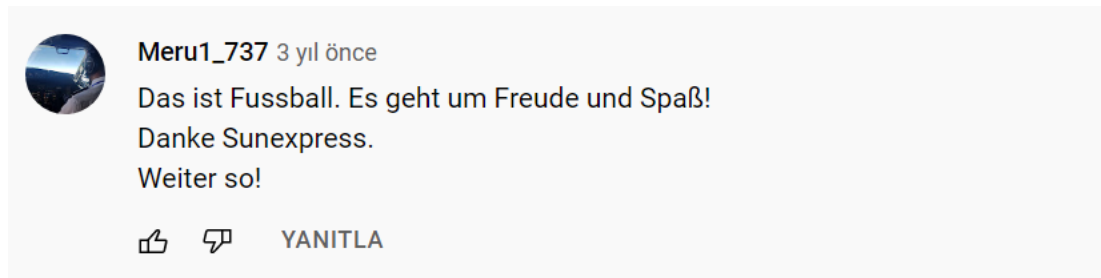 Meru1_737 3 yıl önce
Das ist Fussball. Es geht um Freude und Spaß!
Danke Sunexpress.
Weiter so!
YANITLA